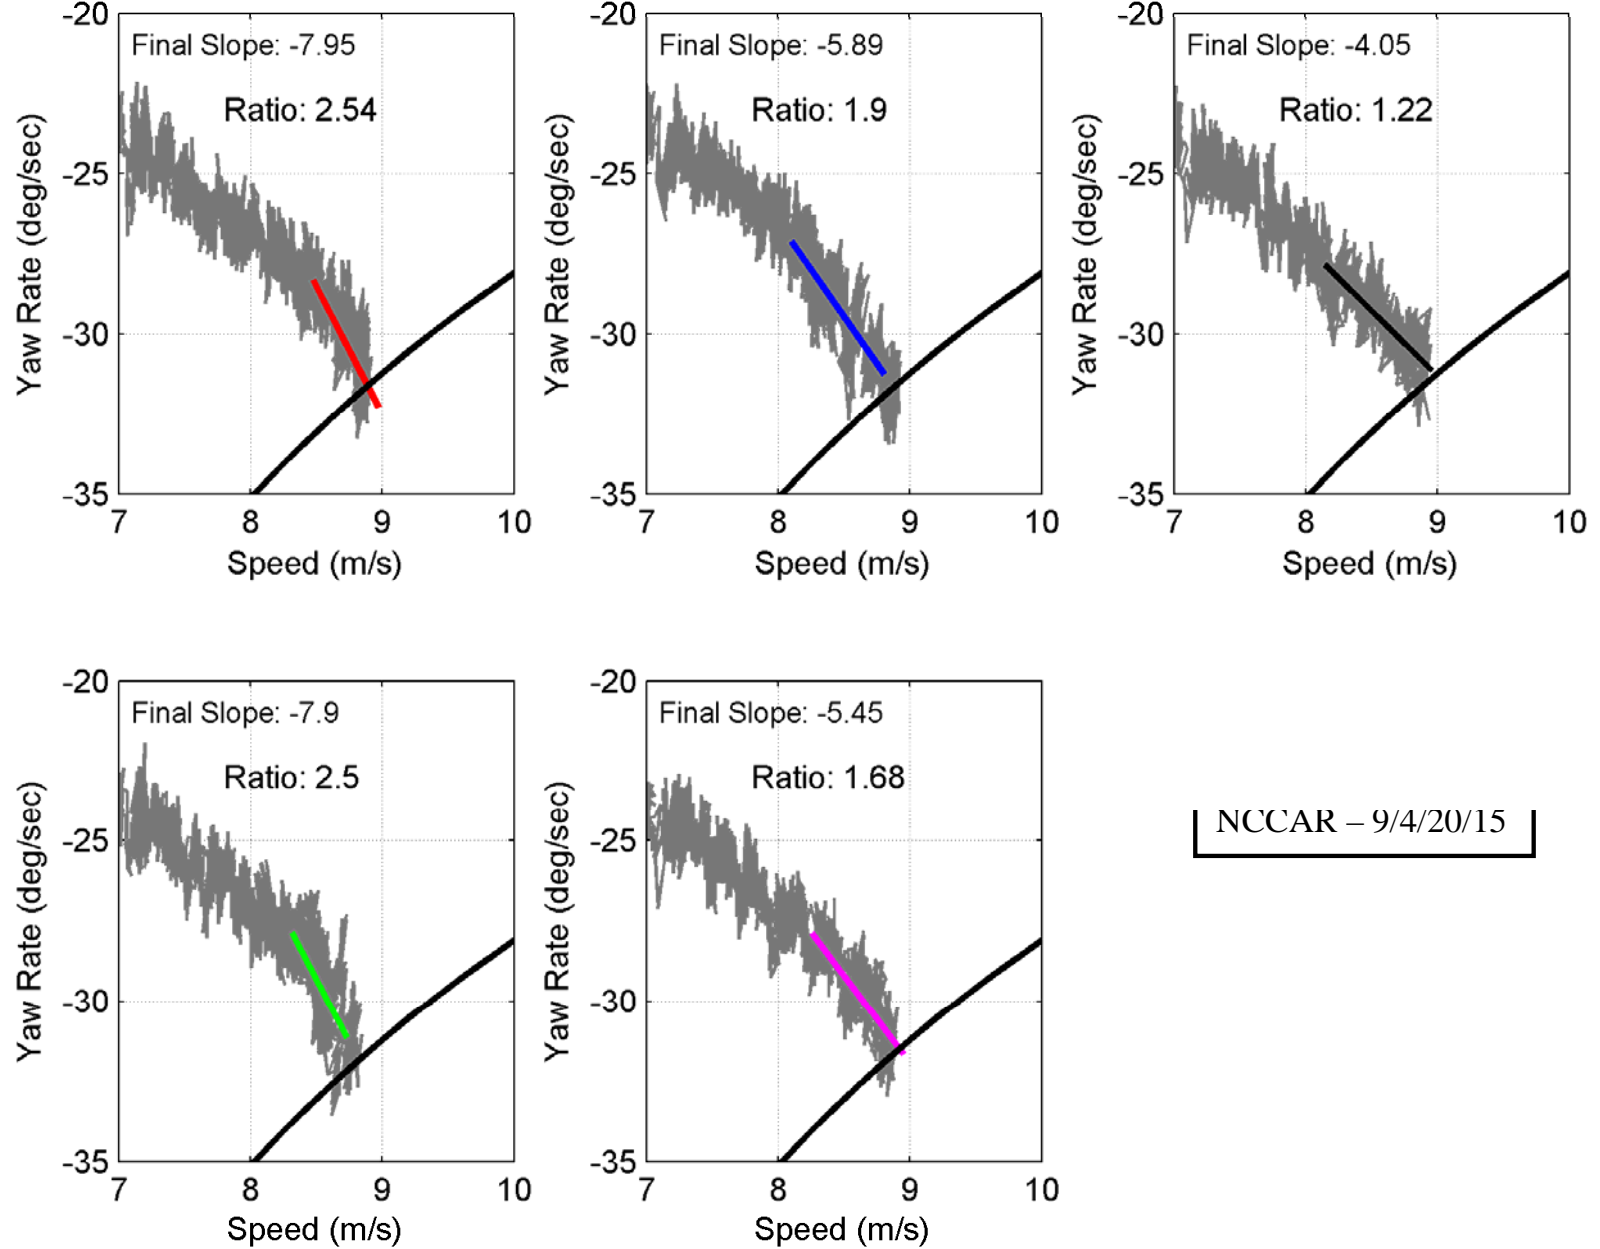 Final Slope: -7.95
Ratio: 2.54
-20
-25
-30
-35
7 8 9 10
Yaw Rate (deg/sec)
Speed (m/s)
Final Slope: -5.89
Ratio: 1.9
-20
-25
-30
-35
7 8 9 10
Yaw Rate (deg/sec)
Speed (m/s)
Final Slope: -4.05
Ratio: 1.22
-20
-25
-30
-35
7 8 9 10
Yaw Rate (deg/sec)
Speed (m/s)
Final Slope: -7.9
Ratio: 2.5
-20
-25
-30
-35
7 8 9 10
Yaw Rate (deg/sec)
Speed (m/s)
Final Slope: -5.45
Ratio: 1.68
-20
-25
-30
-35
7 8 9 10
Yaw Rate (deg/sec)
Speed (m/s)
NCCAR – 9/4/20/15